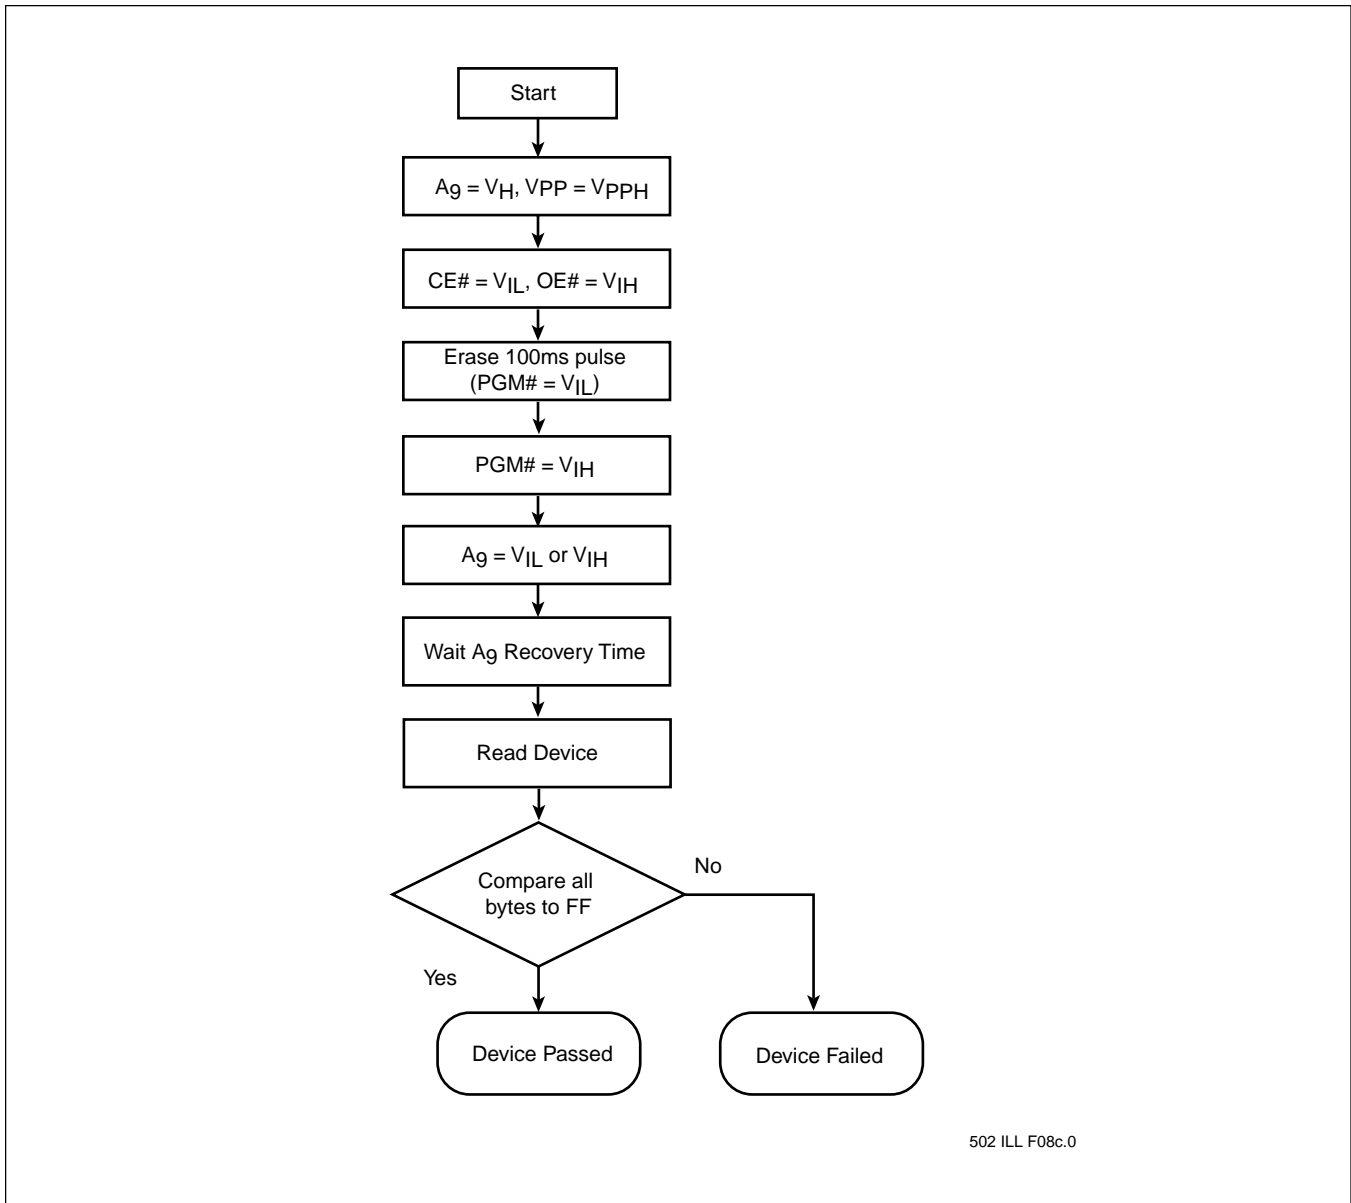 Start
A9 = VH, VPP = VPPH
CE# = VIL, OE# = VIH
Erase 100ms pulse
(PGM# = VIL)
PGM# = VIH
A9 = VIL or VIH
Wait A9 Recovery Time
Read Device
Compare all
bytes to FF
No
Yes
Device Passed
Device Failed
502 ILL F08c.0